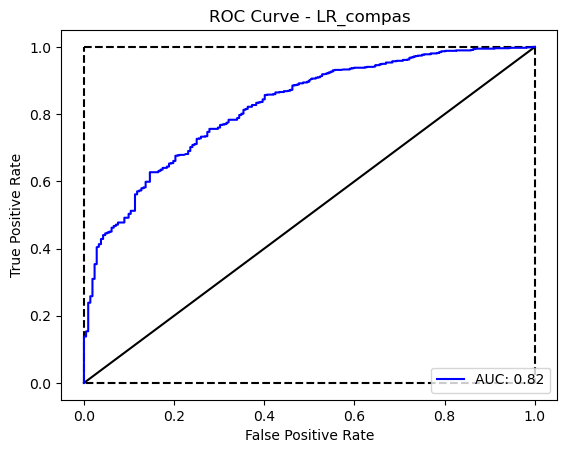 ROC Curve - LR_compas
True Positive Rate
1.0
0.8
0.6
0.4
0.2
0.0
AUC: 0.82
0.0 0.2 0.4 0.6 0.8 1.0
False Positive Rate